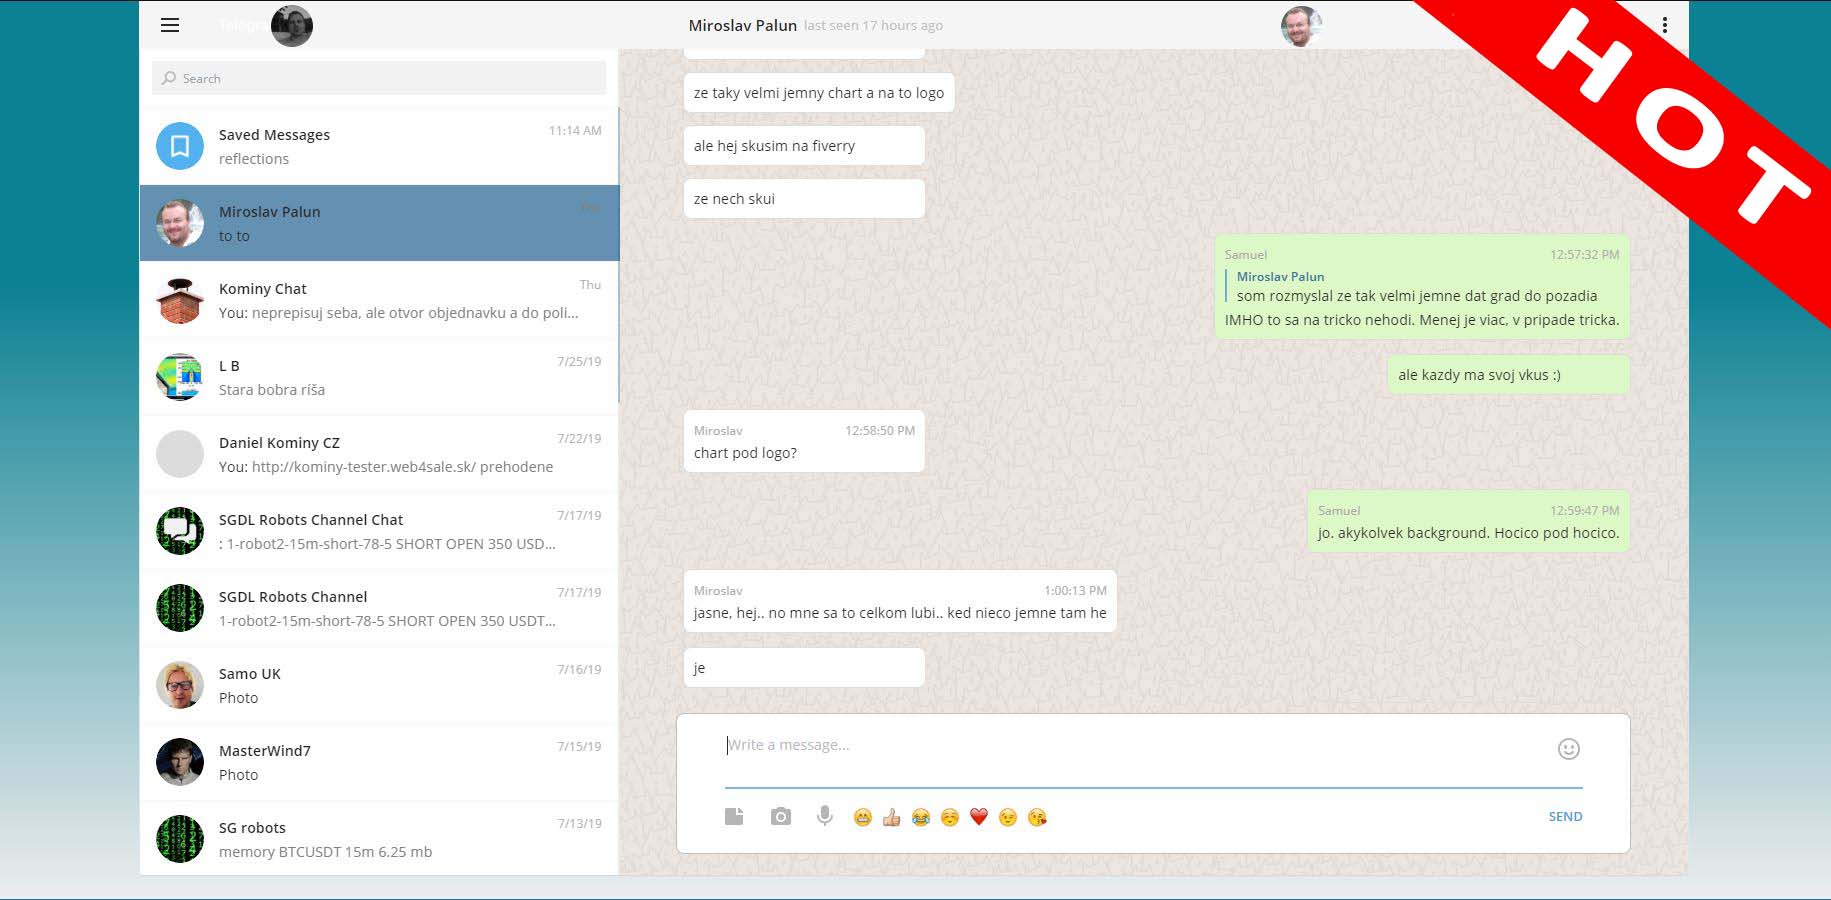 Telegra
Miroslav Palun last seen 17 hours ago
HOT
Search
Saved Messages 11:14 AM
reflections
Miroslav Palun Thu
to to
Kominy Chat Thu
You: neprepisuj seba, ale otvor objednavku a do poli...
L B 7/25/19
Stara bobra ríša
Daniel Kominy CZ 7/22/19
You: http://kominy-tester.web4sale.sk/ prehodene
SGDL Robots Channel Chat 7/17/19
: 1-robot2-15m-short-78-5 SHORT OPEN 350 USD...
SGDL Robots Channel 7/17/19
1-robot2-15m-short-78-5 SHORT OPEN 350 USDT...
Samo UK 7/16/19
Photo
MasterWind7 7/15/19
Photo
SG robots 7/13/19
memory BTCUSDT 15m 6.25 mb
ze taky velmi jemny chart a na to logo
ale hej skusim na fiverry
ze nech skui
Samuel 12:57:32 PM
Miroslav Palun
som rozmyslal ze tak velmi jemne dat grad do pozadia
IMHO to sa na tricko nehodi. Menej je viac, v pripade tricka.
ale kazdy ma svoj vkus :)
Miroslav 12:58:50 PM
chart pod logo?
Samuel 12:59:47 PM
jo. akykolvek background. Hocico pod hocico.
Miroslav 1:00:13 PM
jasne, hej.. no mne sa to celkom lubi.. ked nieco jemne tam he
je
Write a message...
SEND